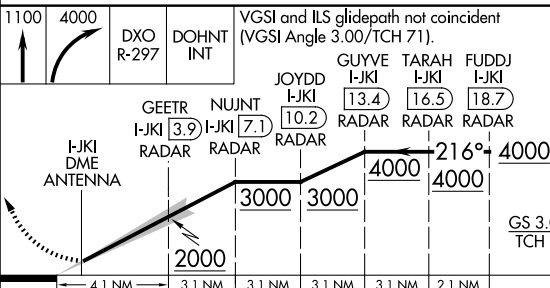 1100
4000
DXO
R-297
DOHNT
INT
VGSI and ILS glidepath not coincident
(VGSI Angle 3.00/TCH 71).
GUYVE
I-JKI
13.4
RADAR
TARAH
I-JKI
16.5
RADAR
FUDDJ
I-JKI
18.7
RADAR
JOYDD
I-JKI
10.2
RADAR
NUJNT
I-JKI 7.1
RADAR
GEETR
I-JKI 3.9
RADAR
I-JKI
DME
ANTENNA
216°
4000
4000
4000
3000
3000
2000
GS 3.0
TCH
4.1 NM
3.1 NM
3.1 NM
3.1 NM
3.1 NM
2.1 NM